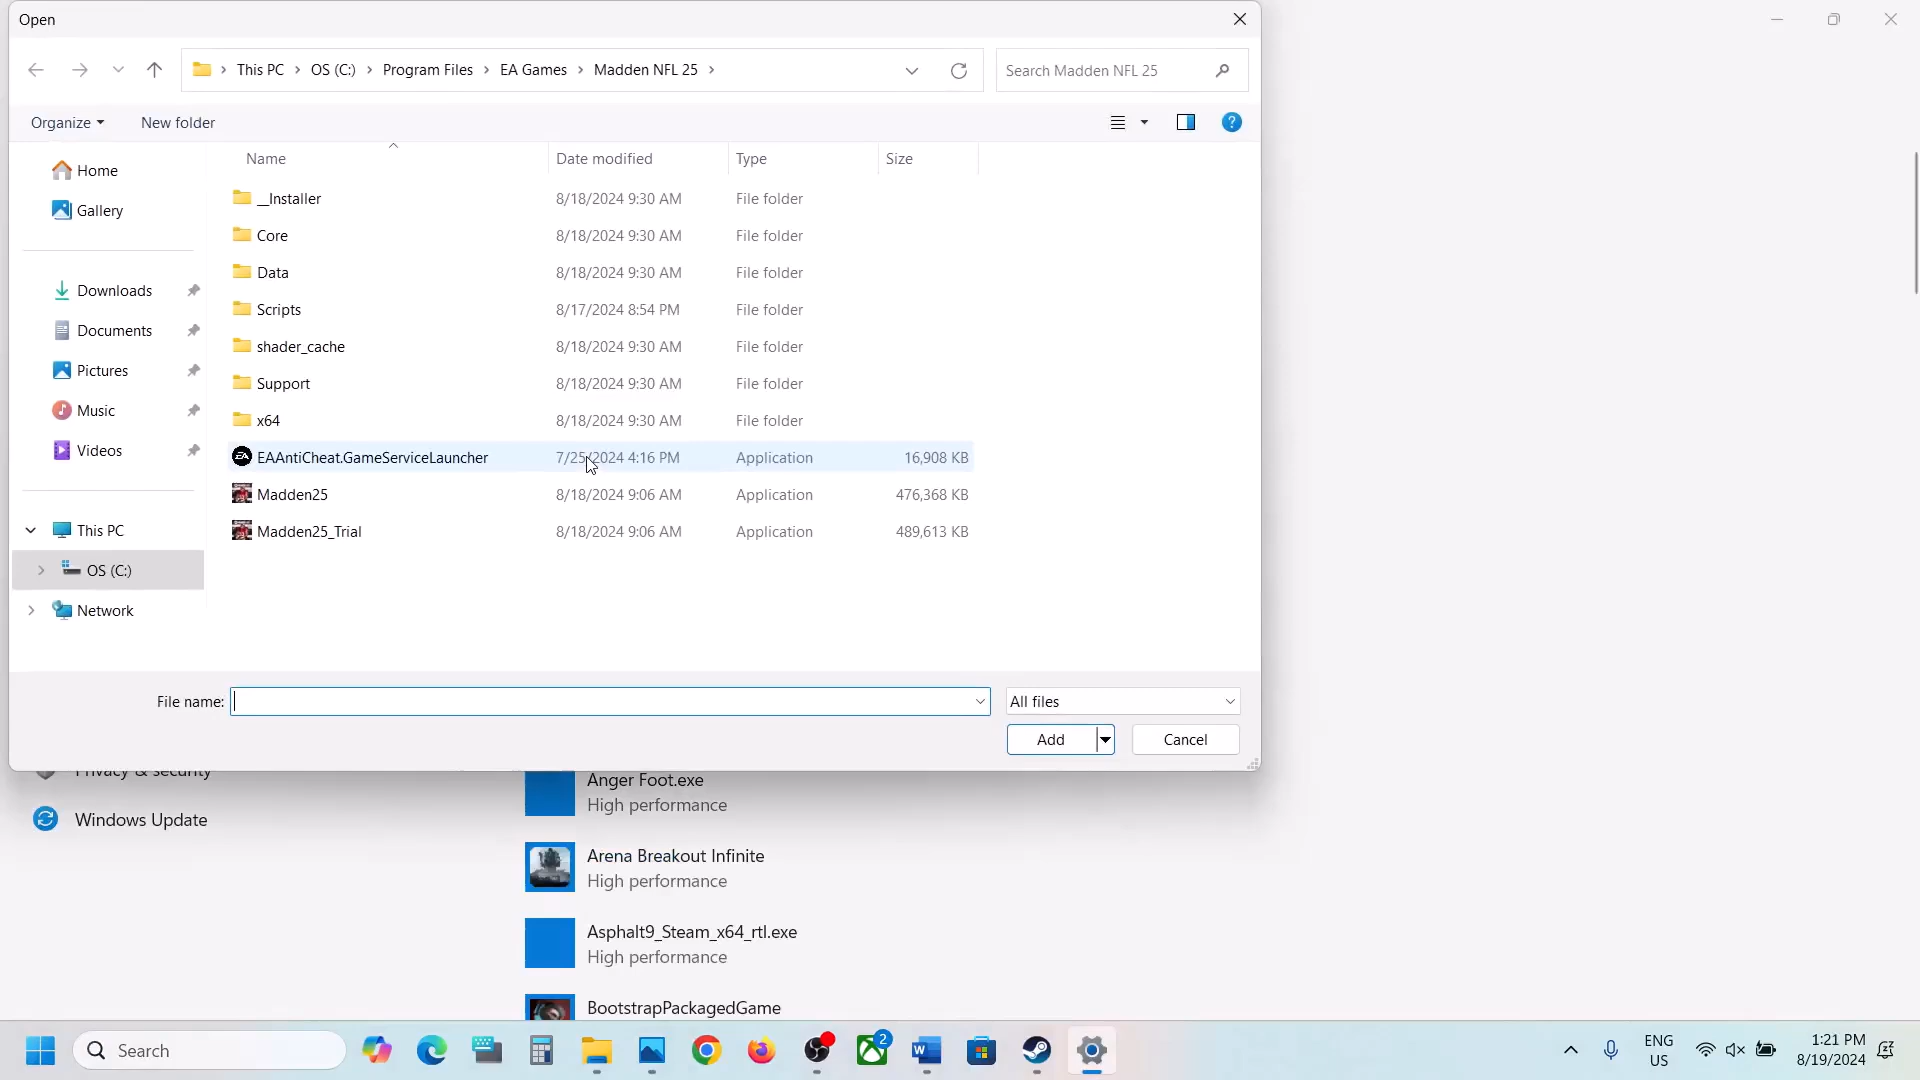 Open
This PC > OS (C:) > Program Files > EA Games > Madden NFL 25 >
Search Madden NFL 25
Organize
New folder
?
Name
Date modified
Type
Size
Home
Gallery
Downloads
Documents
Pictures
Music
Videos
This PC
OS (C:)
Network
__Installer 8/18/2024 9:30 AM File folder
Core 8/18/2024 9:30 AM File folder
Data 8/18/2024 9:30 AM File folder
Scripts 8/17/2024 8:54 PM File folder
shader_cache 8/18/2024 9:30 AM File folder
Support 8/18/2024 9:30 AM File folder
x64 8/18/2024 9:30 AM File folder
EAAntiCheat.GameServiceLauncher 7/25/2024 4:16 PM Application 16,908 KB
Madden25 8/18/2024 9:06 AM Application 476,368 KB
Madden25_Trial 8/18/2024 9:06 AM Application 489,613 KB
File name:
All files
Add
Cancel
Privacy & security
Windows Update
Anger Foot.exe
High performance
Arena Breakout Infinite
High performance
Asphalt9_Steam_x64_rtl.exe
High performance
BootstrapPackagedGame
Search
2
ENG
US
1:21 PM
8/19/2024